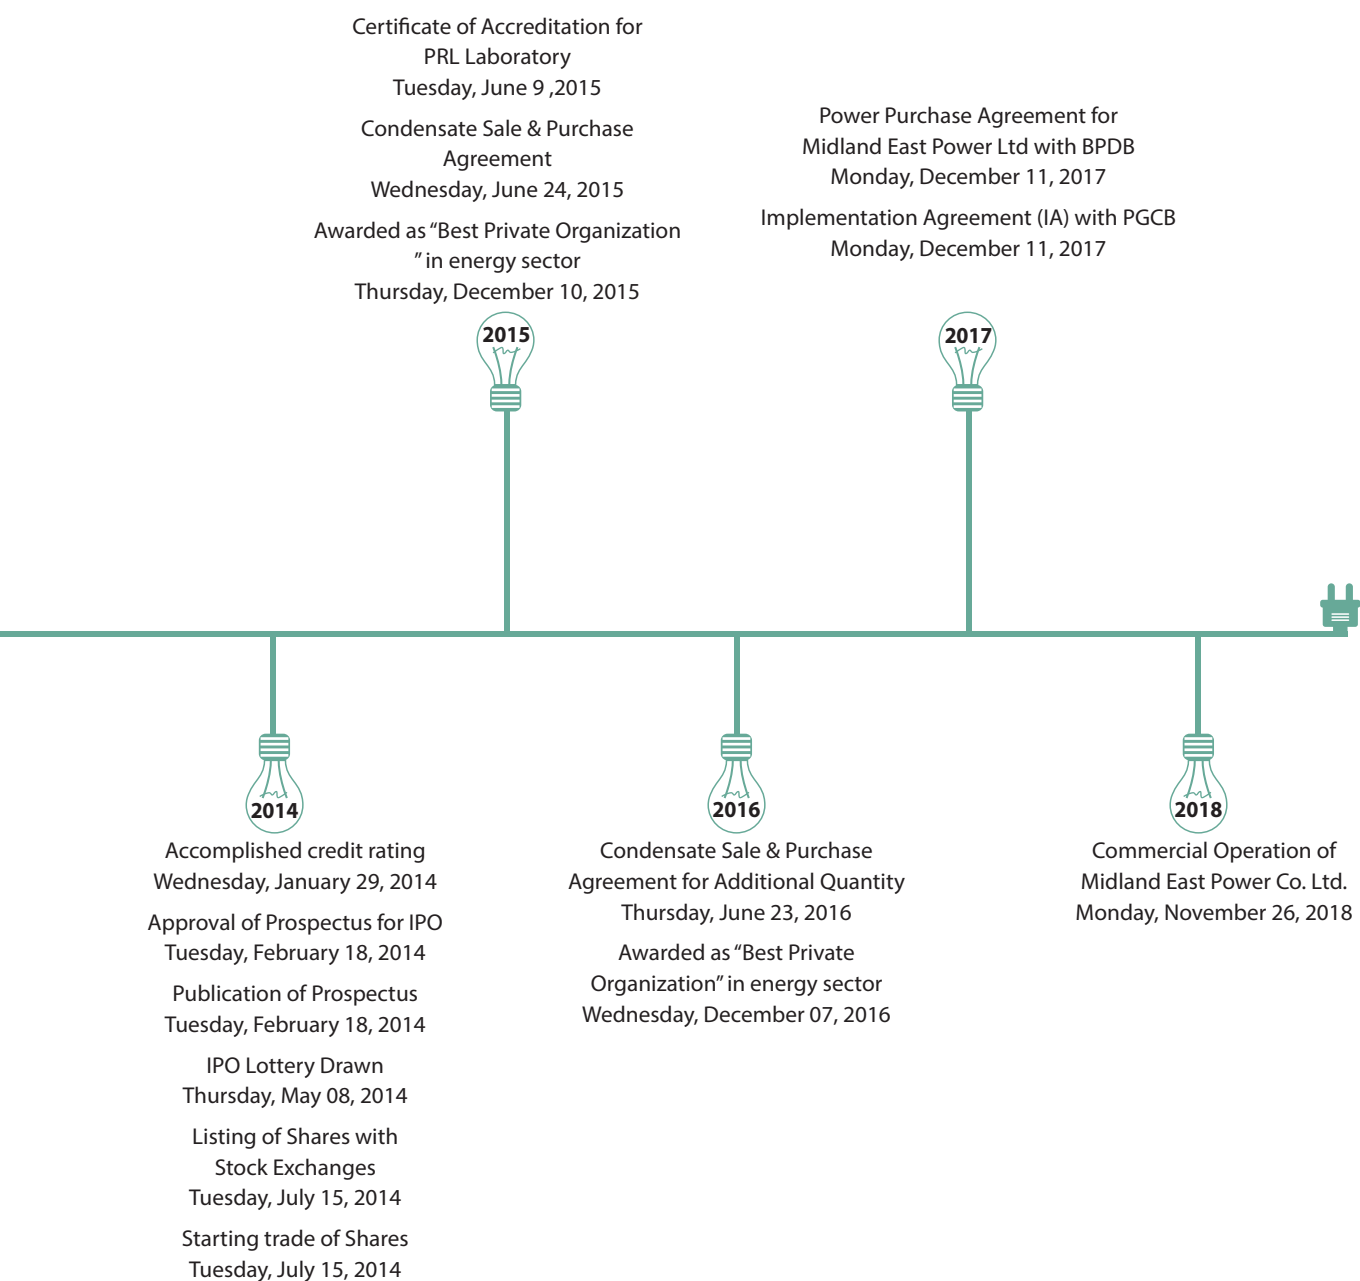 Certificate of Accreditation for
PRL Laboratory
Tuesday, June 9 ,2015
Condensate Sale & Purchase
Agreement
Wednesday, June 24, 2015
Awarded as “Best Private Organization
” in energy sector
Thursday, December 10, 2015
2015
Power Purchase Agreement for
Midland East Power Ltd with BPDB
Monday, December 11, 2017
Implementation Agreement (IA) with PGCB
Monday, December 11, 2017
2017
2014
Accomplished credit rating
Wednesday, January 29, 2014
Approval of Prospectus for IPO
Tuesday, February 18, 2014
Publication of Prospectus
Tuesday, February 18, 2014
IPO Lottery Drawn
Thursday, May 08, 2014
Listing of Shares with
Stock Exchanges
Tuesday, July 15, 2014
Starting trade of Shares
Tuesday, July 15, 2014
2016
Condensate Sale & Purchase
Agreement for Additional Quantity
Thursday, June 23, 2016
Awarded as “Best Private
Organization” in energy sector
Wednesday, December 07, 2016
2018
Commercial Operation of
Midland East Power Co. Ltd.
Monday, November 26, 2018